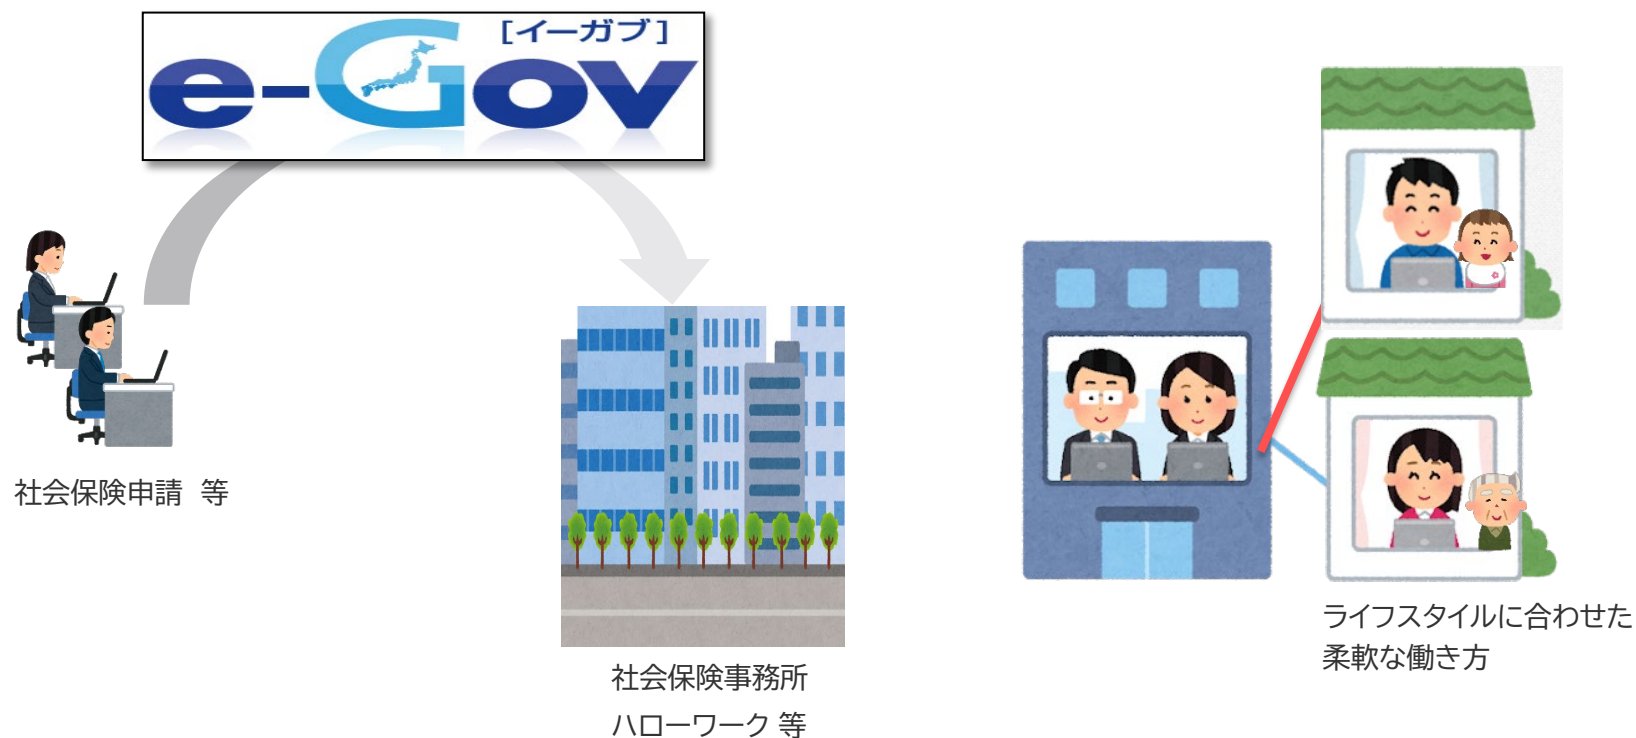 [イーガブ]
e-Gov
社会保険申請 等
社会保険事務所
ハローワーク 等
ライフスタイルに合わせた
柔軟な働き方